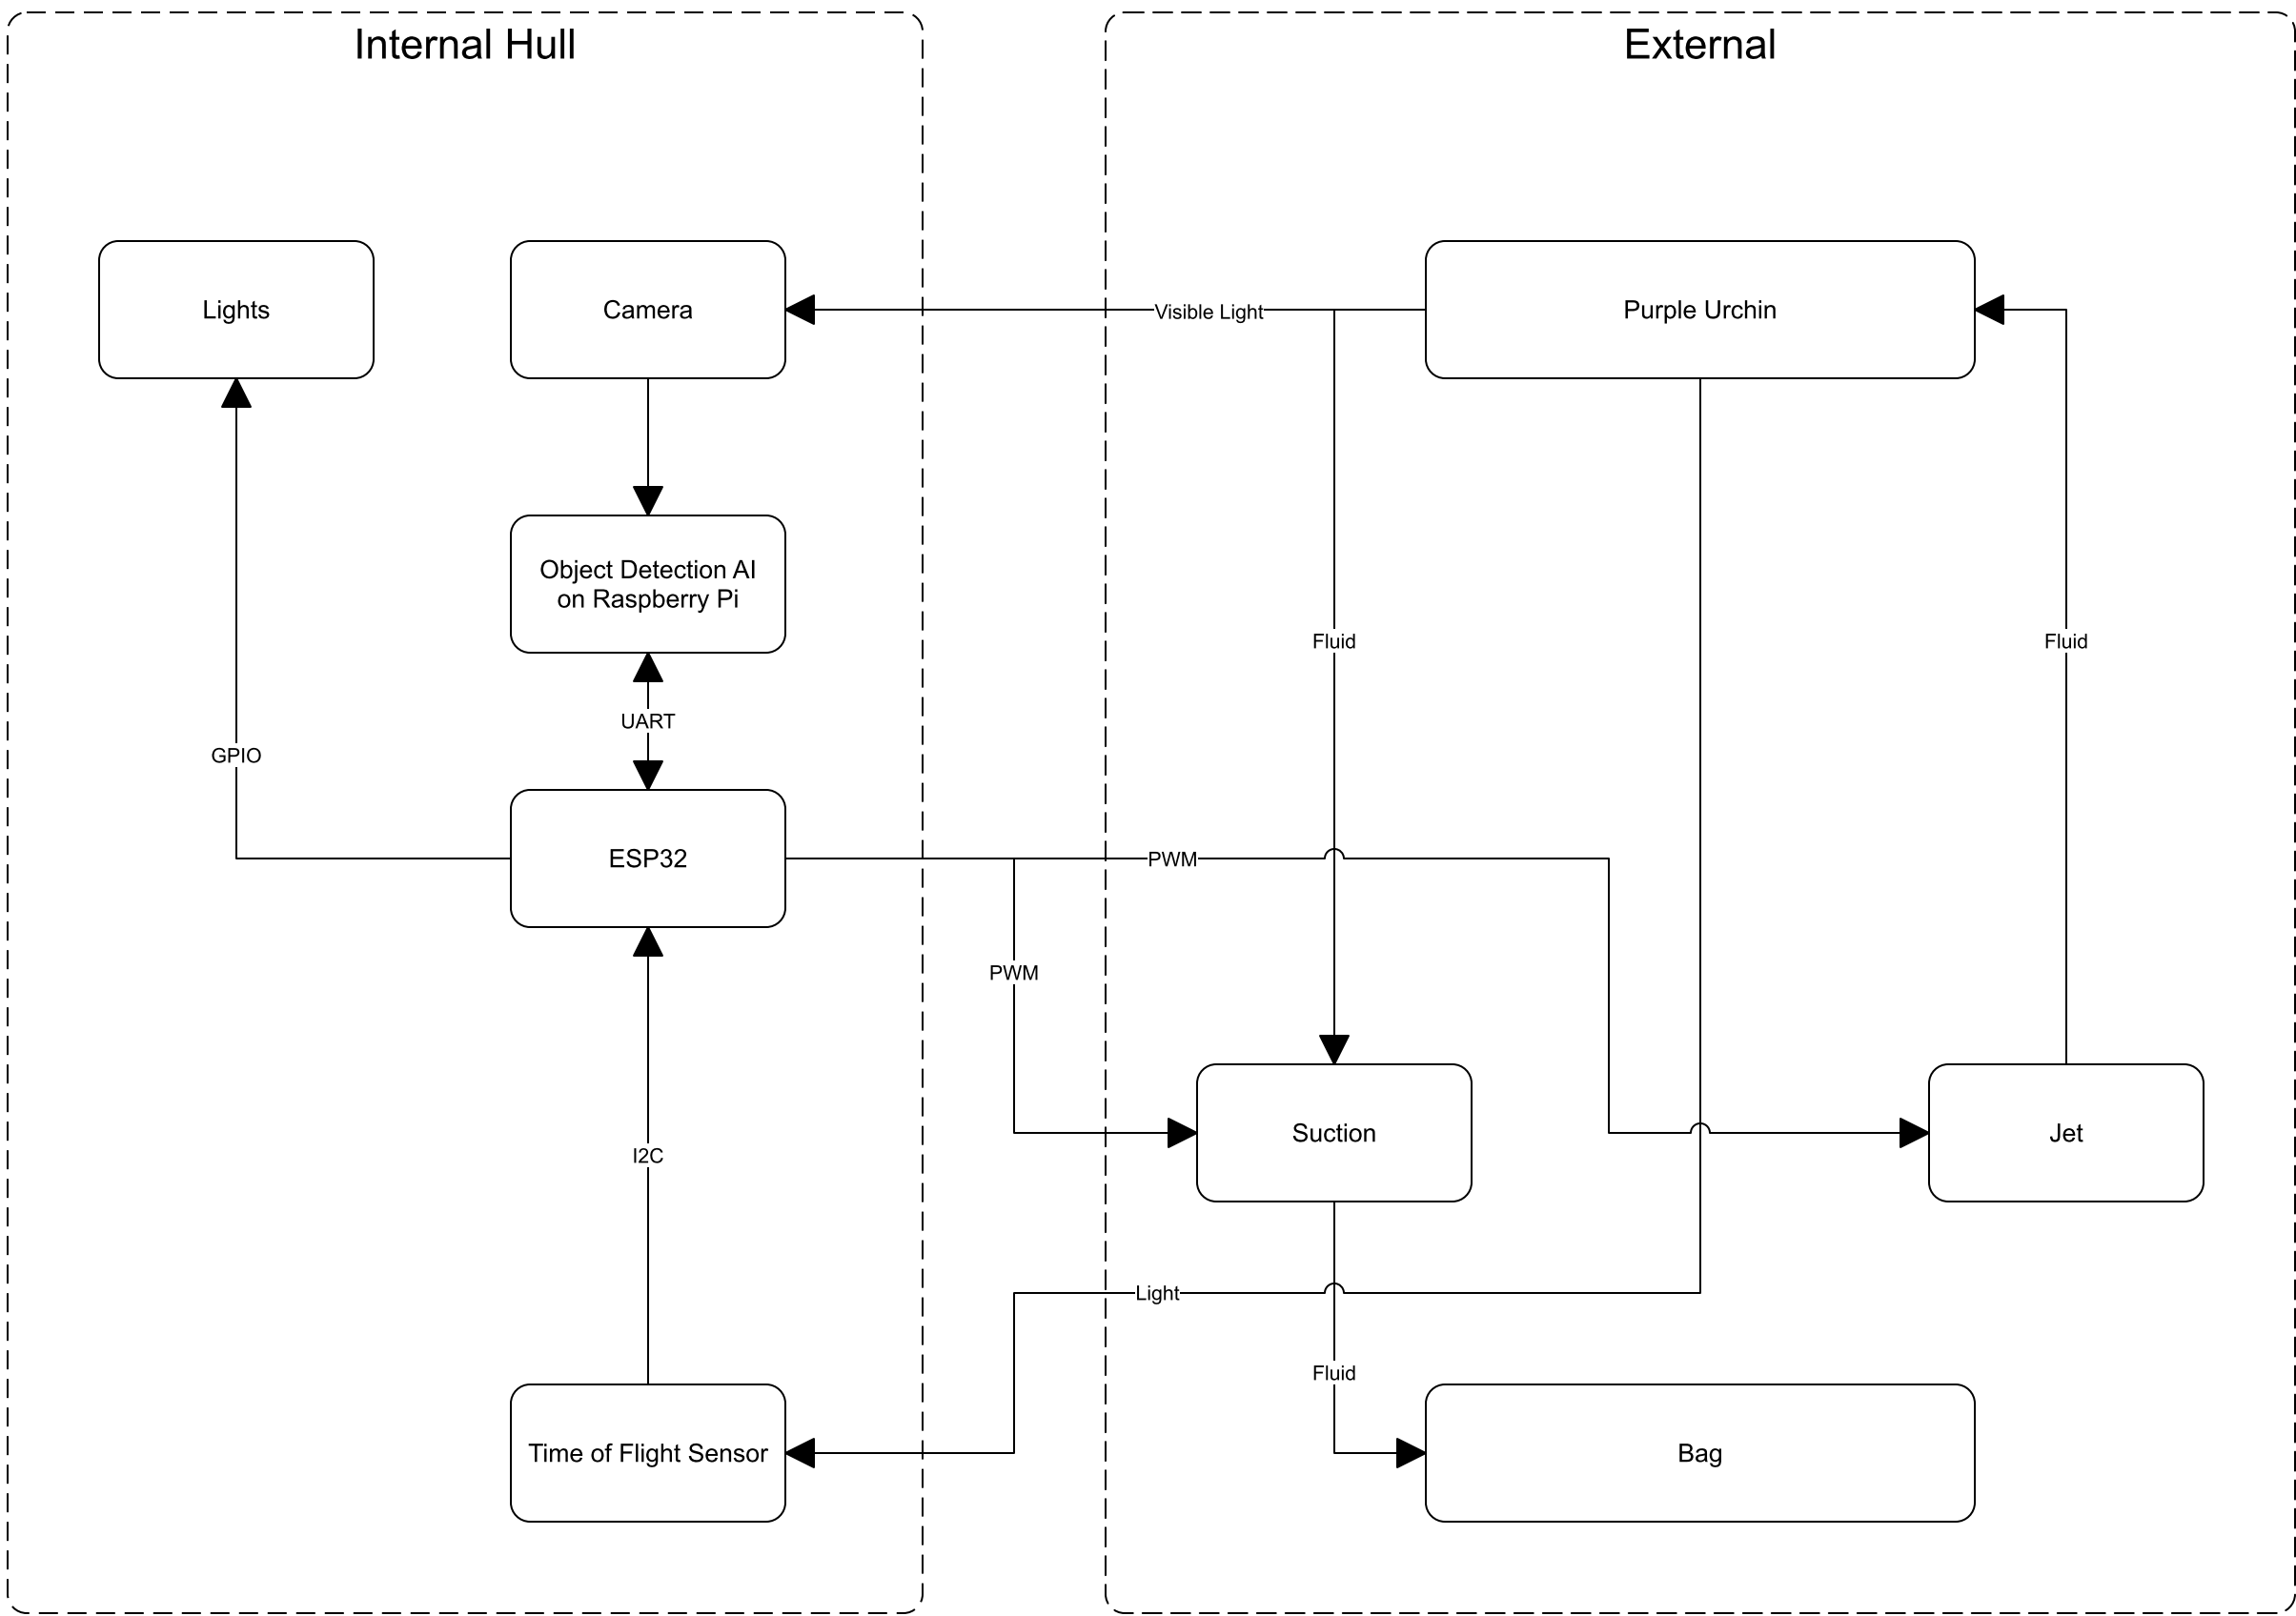 Internal Hull
External
Lights
Camera
Visible Light
Purple Urchin
Object Detection AI
on Raspberry Pi
Fluid
Fluid
UART
GPIO
ESP32
PWM
PWM
Suction
Jet
I2C
Light
Fluid
Time of Flight Sensor
Bag